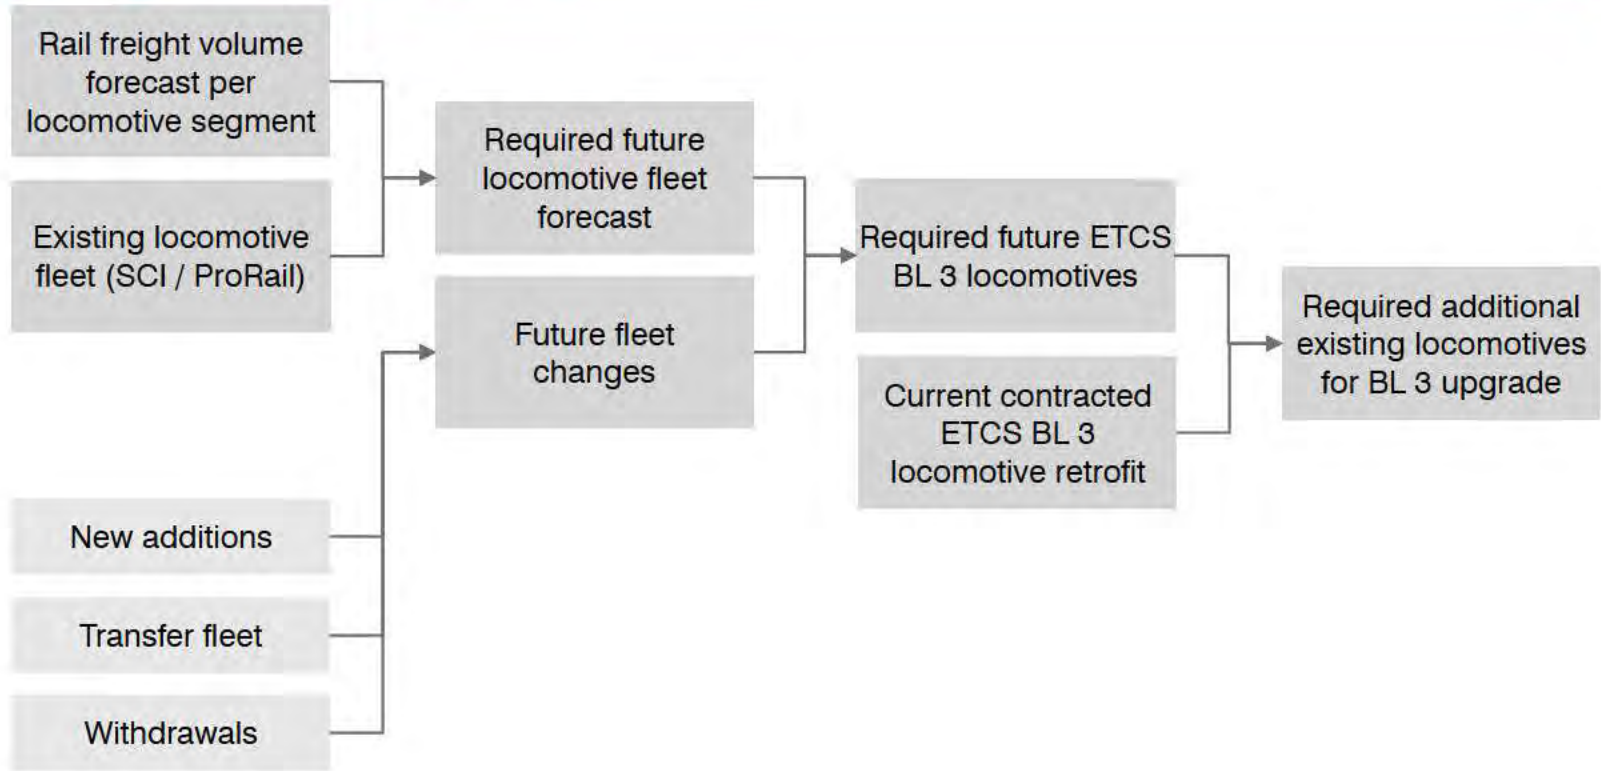 Rail freight volume
forecast per
locomotive segment
Existing locomotive
fleet (SCI / ProRail)
New additions
Transfer fleet
Withdrawals
Required future
locomotive fleet
forecast
Future fleet
changes
Required future ETCS
BL 3 locomotives
Current contracted
ETCS BL 3
locomotive retrofit
Required additional
existing locomotives
for BL 3 upgrade